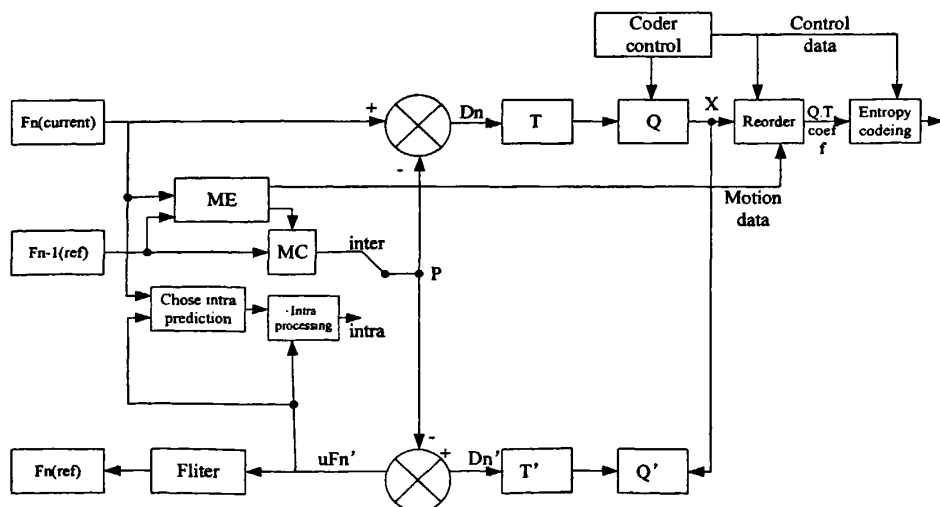 Coder
control
Control
data
Fn(current)
+
Dn
T
Q
X
Reorder
Q.T
coef
f
Entropy
codeing
-
ME
Motion
data
Fn-1(ref)
MC
inter
P
Chose intra
prediction
Intra
processing
intra
-
+
Fn(ref)
Fliter
uFn'
Dn'
T'
Q'